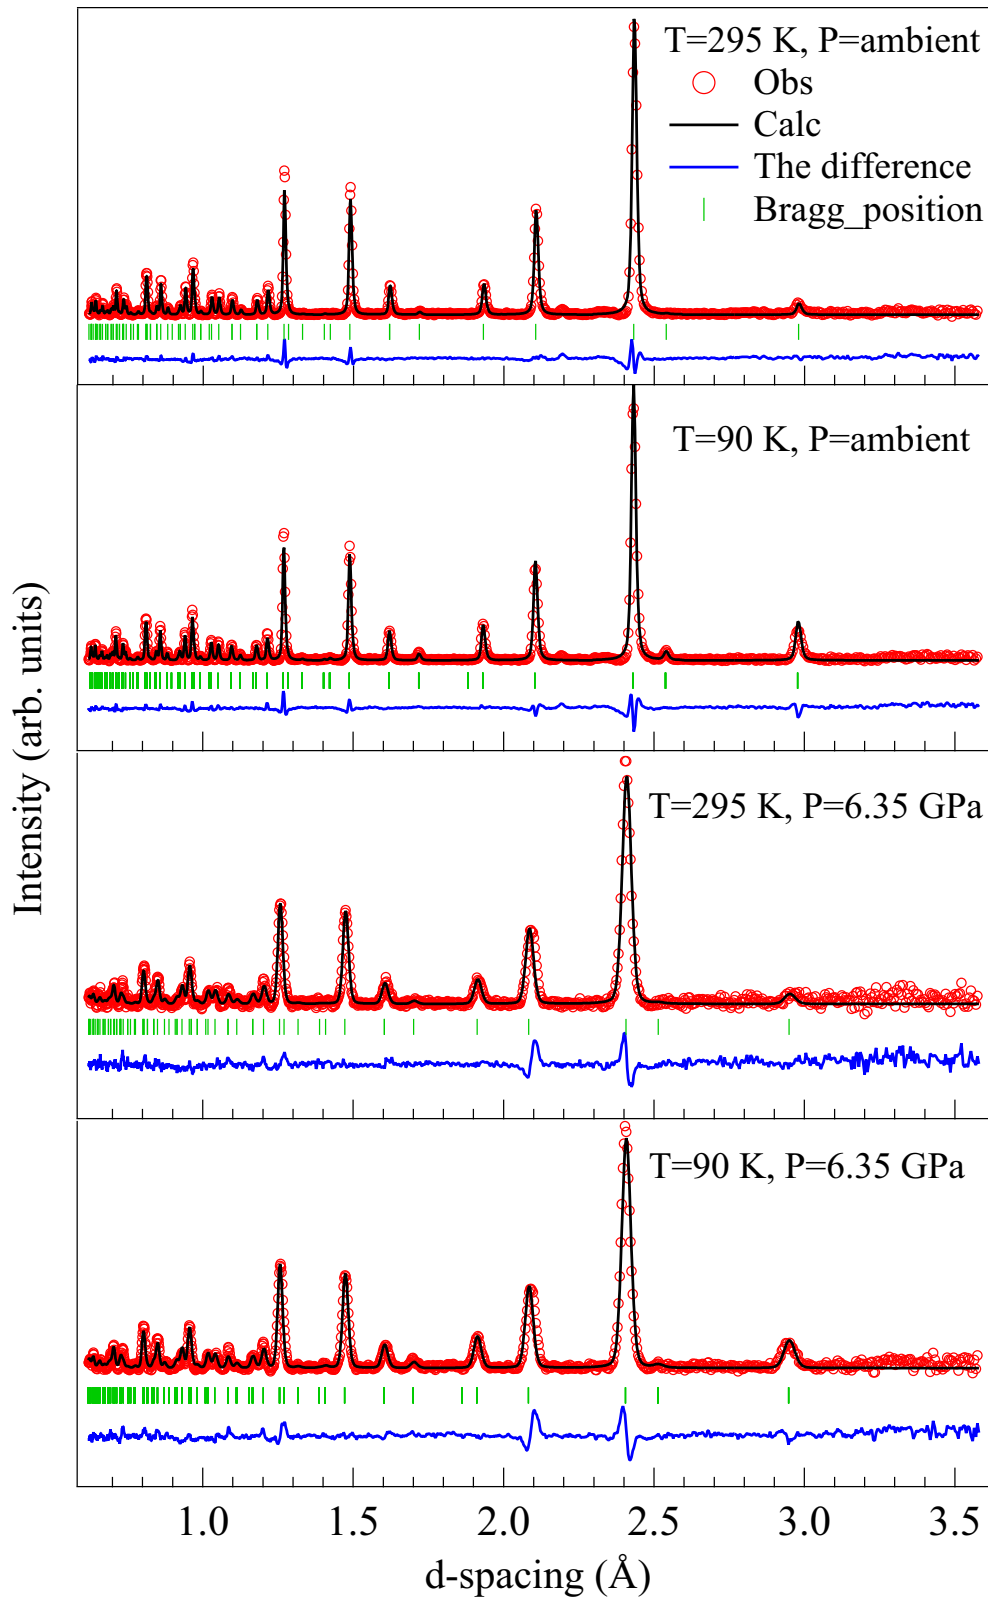 T=295 K, P=ambient
Obs
Calc
The difference
Bragg_position
T=90 K, P=ambient
T=295 K, P=6.35 GPa
T=90 K, P=6.35 GPa
Intensity (arb. units)
1.0 1.5 2.0 2.5 3.0 3.5
d-spacing (Å)